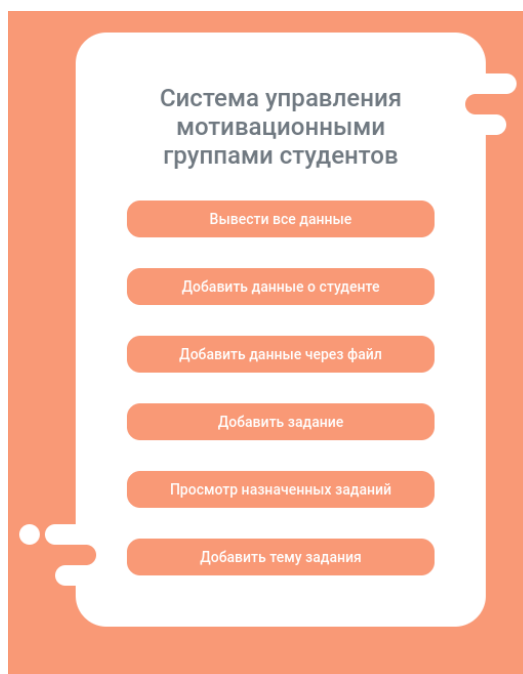 Система управления
мотивационными
группами студентов
Вывести все данные
Добавить данные о студенте
Добавить данные через файл
Добавить задание
Просмотр назначенных заданий
Добавить тему задания